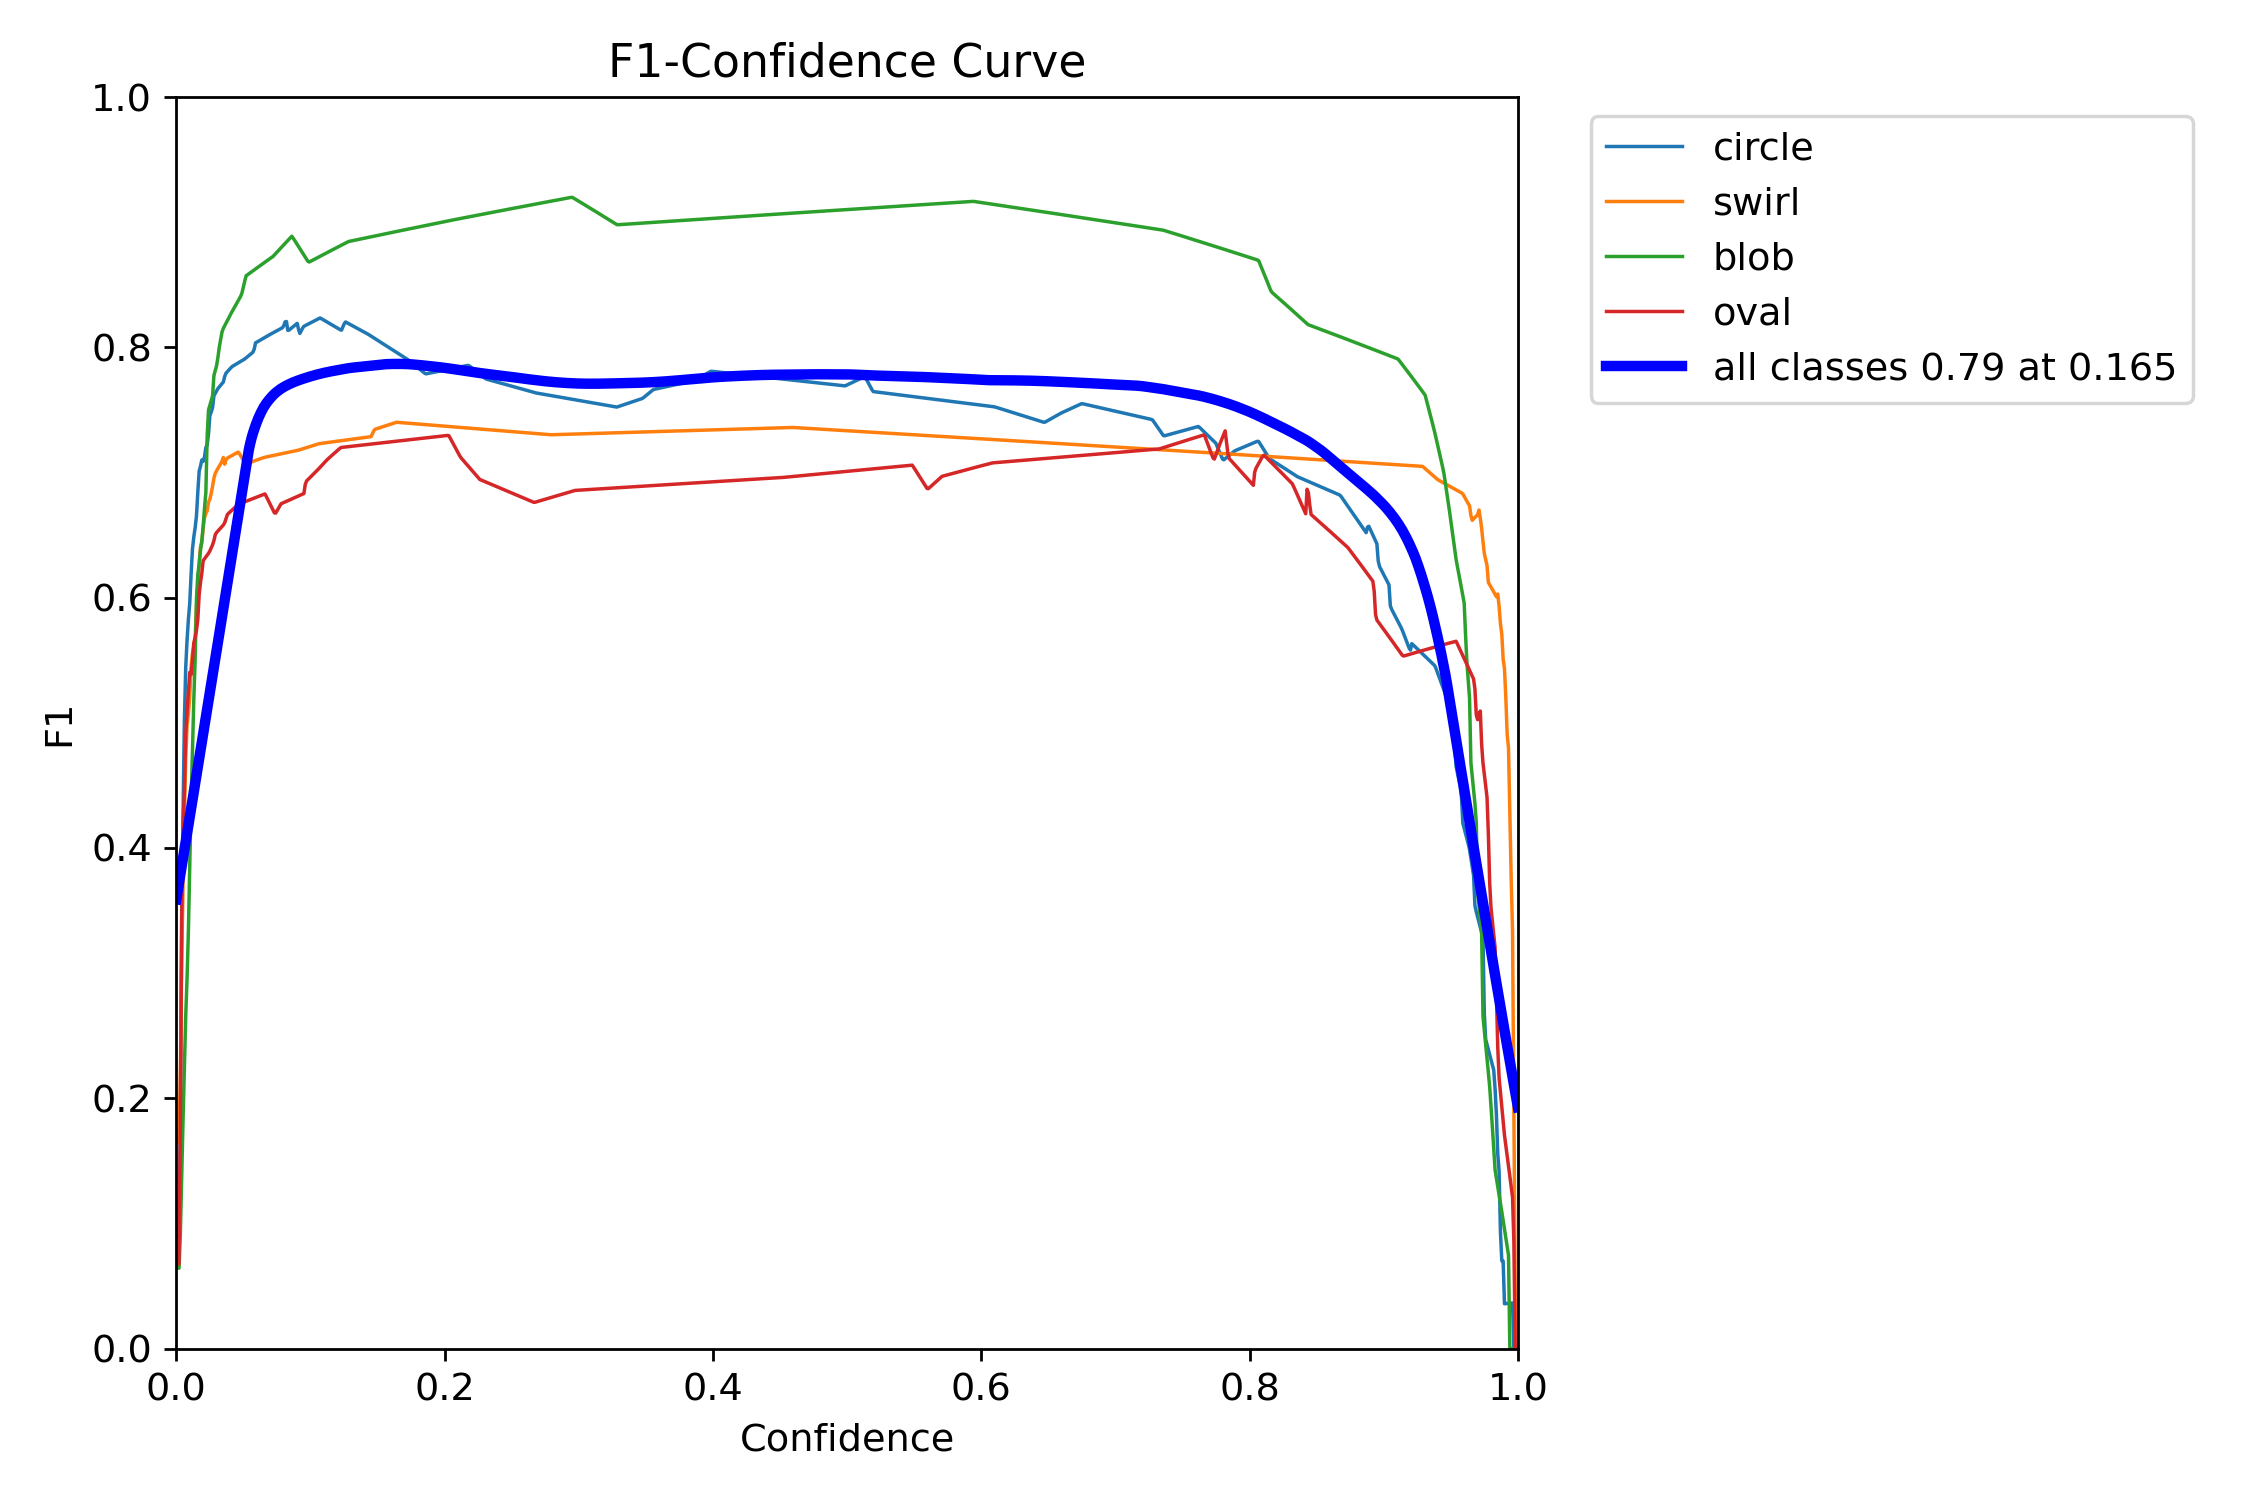 F1-Confidence Curve
1.0
0.8
0.6
0.4
0.2
0.0
F1
0.0 0.2 0.4 0.6 0.8 1.0
Confidence
circle
swirl
blob
oval
all classes 0.79 at 0.165